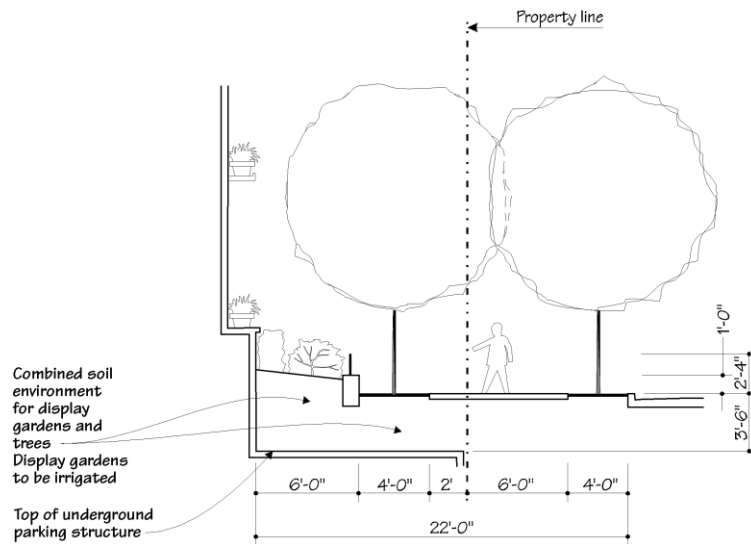 Property line
1'-0"
2'-4"
3'-6"
Combined soil
environment
for display
gardens and
trees
Display gardens
to be irrigated
Top of underground
parking structure
6'-0"
4'-0"
2'
6'-0"
4'-0"
22'-0"